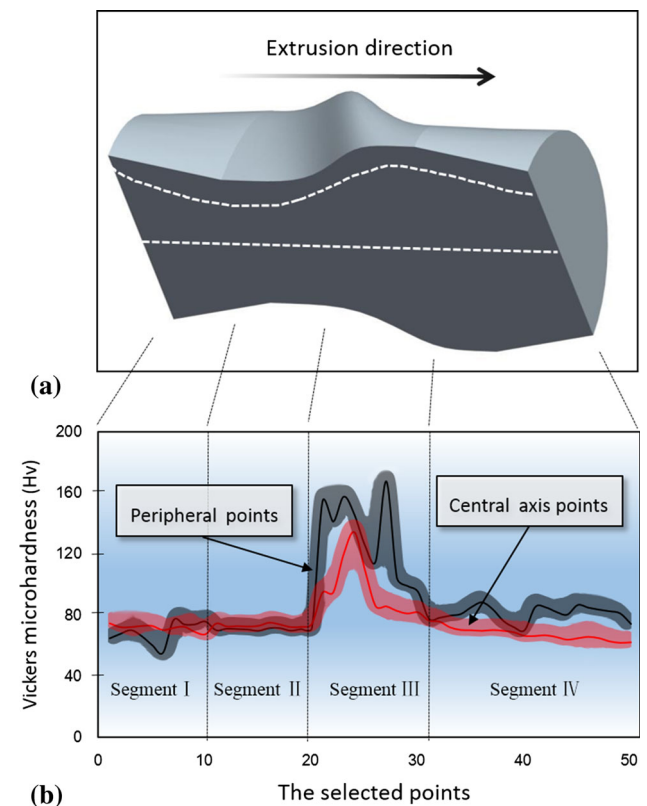 (a)
Extrusion direction
(b)
Vickers microhardness (Hv)
200
160
120
80
40
0
Peripheral points
Central axis points
Segment I
Segment II
Segment III
Segment IV
0
10
20
30
40
50
The selected points